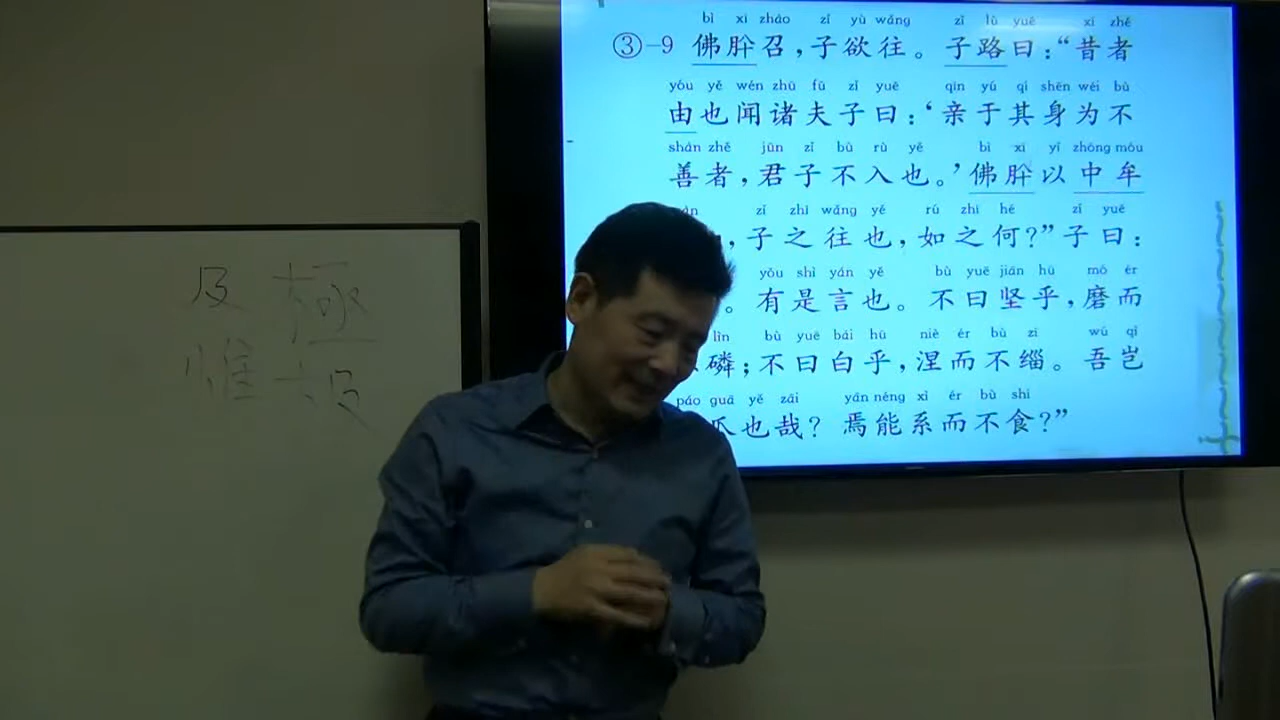 bì xī zhào zǐ yù wǎng zǐ lù yuē xī zhě
③-9 佛肸召，子欲往。子路曰：“昔者
yóu yě wén zhū fū zǐ yuē qīn yú qí shēn wéi bù
由也闻诸夫子曰：‘亲于其身为不
shàn zhě jūn zǐ bù rù yě bì xī yǐ zhōng móu
善者，君子不入也。’佛肸以中牟
zǐ zhī wǎng yě rú zhī hé zǐ yuē
，子之往也，如之何？”子曰：
yǒu shì yán yě bù yuē jiān hū mó ér
。有是言也。不曰坚乎，磨而
lìn bù yuē bái hū niè ér bù zī wú qǐ
磷；不曰白乎，涅而不缁。吾岂
páo guā yě zāi yān néng xì ér bù shí
瓜也哉？焉能系而不食？”
及 極